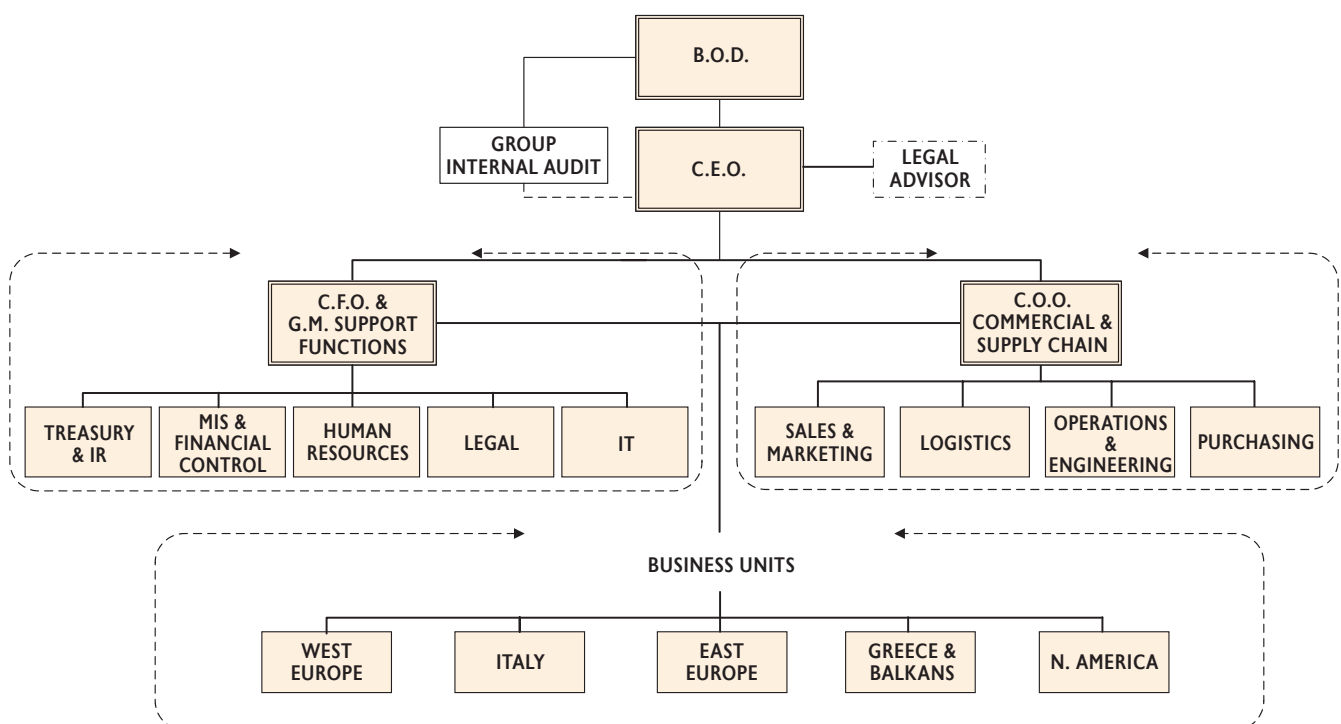 B.O.D.
GROUP
INTERNAL AUDIT
C.E.O.
LEGAL
ADVISOR
C.F.O. &
G.M. SUPPORT
FUNCTIONS
C.O.O.
COMMERCIAL &
SUPPLY CHAIN
TREASURY
& IR
MIS &
FINANCIAL
CONTROL
HUMAN
RESOURCES
LEGAL
IT
SALES &
MARKETING
LOGISTICS
OPERATIONS
&
ENGINEERING
PURCHASING
BUSINESS UNITS
WEST
EUROPE
ITALY
EAST
EUROPE
GREECE &
BALKANS
N. AMERICA